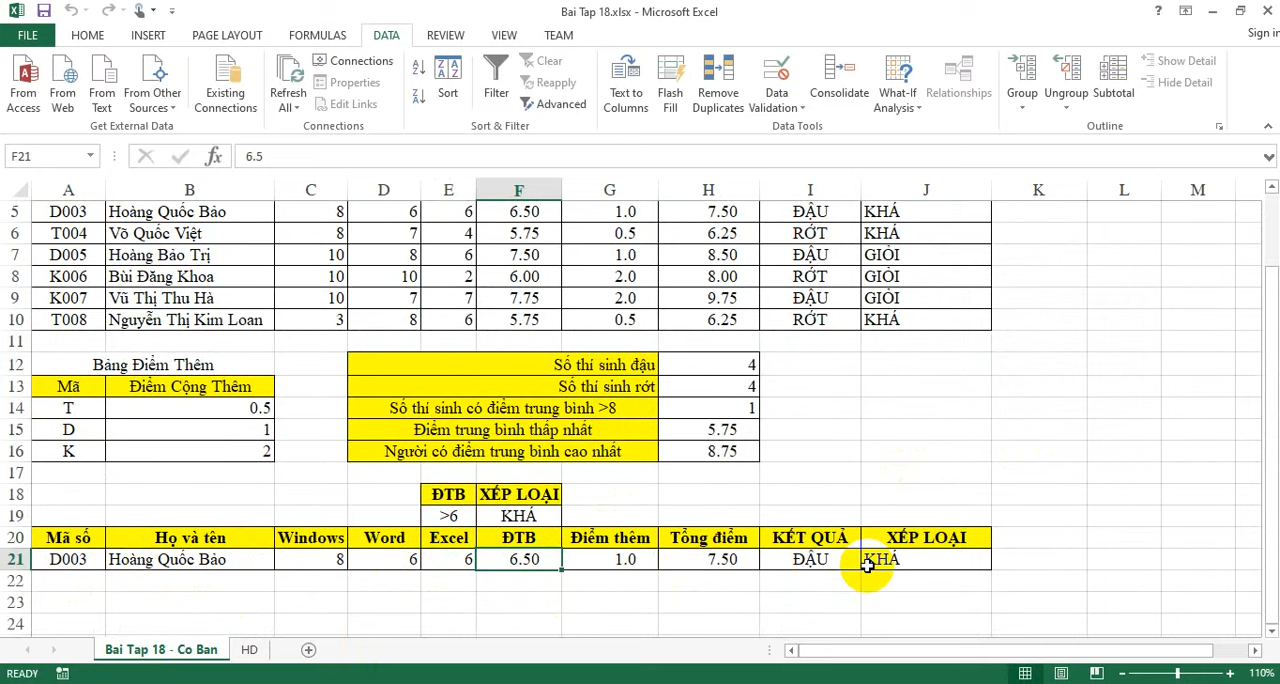 Bai Tap 18.xlsx - Microsoft Excel
Sign in
FILE HOME INSERT PAGE LAYOUT FORMULAS DATA REVIEW VIEW TEAM
From Access From Web From Text From Other Sources Existing Connections Refresh All Connections Properties Edit Links Sort Filter Clear Reapply Advanced Text to Columns Flash Fill Remove Duplicates Data Validation Consolidate What-If Analysis Relationships Group Ungroup Subtotal Show Detail Hide Detail
Get External Data Connections Sort & Filter Data Tools Outline
F21 fx 6.5
A B C D E F G H I J K L M
5 D003 Hoàng Quốc Bảo 8 6 6 6.50 1.0 7.50 ĐẬU KHÁ
6 T004 Võ Quốc Việt 8 7 4 5.75 0.5 6.25 RỚT KHÁ
7 D005 Hoàng Bảo Trị 10 8 6 7.50 1.0 8.50 ĐẬU GIỎI
8 K006 Bùi Đăng Khoa 10 10 2 6.00 2.0 8.00 RỚT GIỎI
9 K007 Vũ Thị Thu Hà 10 7 7 7.75 2.0 9.75 ĐẬU GIỎI
10 T008 Nguyễn Thị Kim Loan 3 8 6 5.75 0.5 6.25 RỚT KHÁ
11
12 Bảng Điểm Thêm Số thí sinh đậu 4
13 Mã Điểm Cộng Thêm Số thí sinh rớt 4
14 T 0.5 Số thí sinh có điểm trung bình >8 1
15 D 1 Điểm trung bình thấp nhất 5.75
16 K 2 Người có điểm trung bình cao nhất 8.75
17
18 ĐTB XẾP LOẠI
19 >6 KHÁ
20 Mã số Họ và tên Windows Word Excel ĐTB Điểm thêm Tổng điểm KẾT QUẢ XẾP LOẠI
21 D003 Hoàng Quốc Bảo 8 6 6 6.50 1.0 7.50 ĐẬU KHÁ
22
23
24
Bai Tap 18 - Co Ban HD
READY 110%